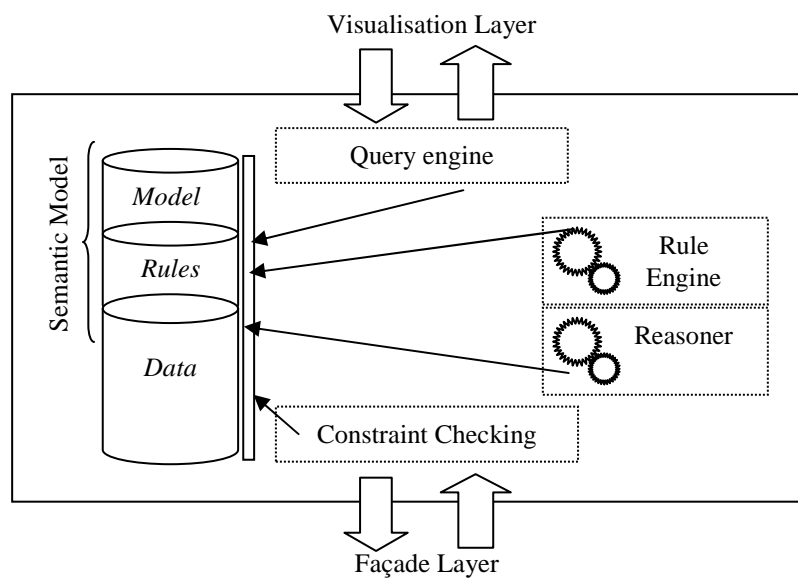 Visualisation Layer
Query engine
Semantic Model
Model
Rules
Data
Rule
Engine
Reasoner
Constraint Checking
Façade Layer